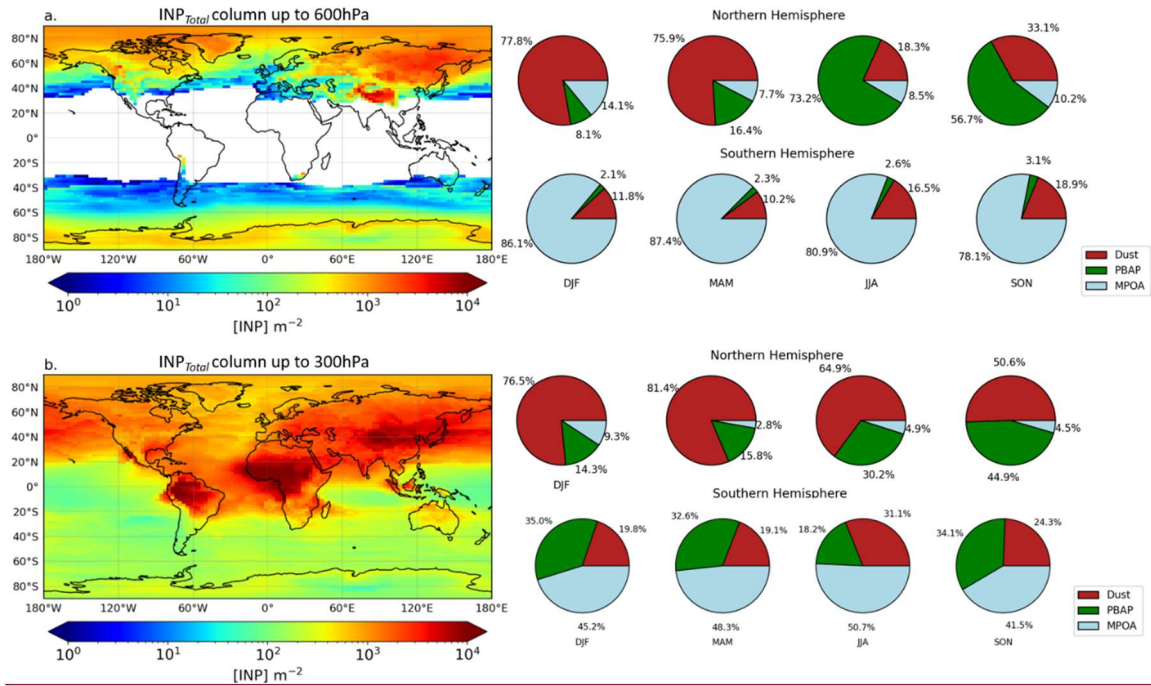 a.
INP_Total column up to 600hPa
80°N
60°N
40°N
20°N
0°
20°S
40°S
60°S
80°S
180°W 120°W 60°W 0° 60°E 120°E 180°E
10^0 10^1 10^2 10^3 10^4
[INP] m^-2
Northern Hemisphere
77.8% 14.1% 8.1%
75.9% 7.7% 16.4%
18.3% 73.2% 8.5%
33.1% 56.7% 10.2%
Southern Hemisphere
2.1% 11.8% 86.1%
2.3% 10.2% 87.4%
2.6% 16.5% 80.9%
3.1% 18.9% 78.1%
DJF MAM JJA SON
Dust
PBAP
MPOA
b.
INP_Total column up to 300hPa
80°N
60°N
40°N
20°N
0°
20°S
40°S
60°S
80°S
180°W 120°W 60°W 0° 60°E 120°E 180°E
10^0 10^1 10^2 10^3 10^4
[INP] m^-2
Northern Hemisphere
76.5% 9.3% 14.3%
81.4% 2.8% 15.8%
64.9% 4.9% 30.2%
50.6% 4.5% 44.9%
DJF
Southern Hemisphere
35.0% 19.8% 45.2%
32.6% 19.1% 48.3%
18.2% 31.1% 50.7%
34.1% 24.3% 41.5%
DJF MAM JJA SON
Dust
PBAP
MPOA